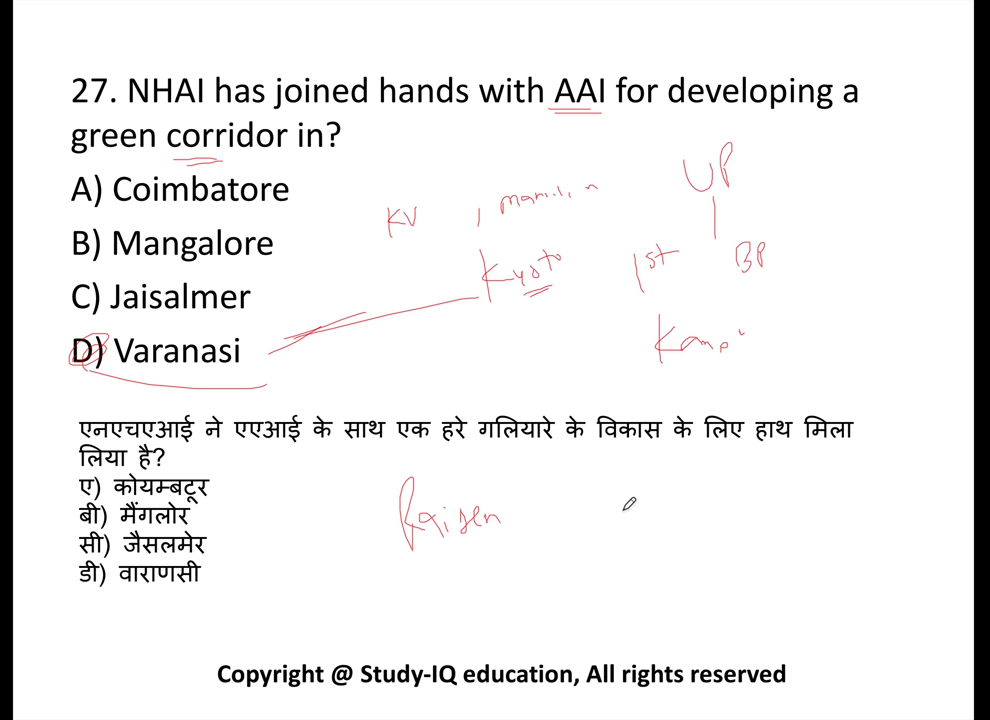 27. NHAI has joined hands with AAI for developing a
green corridor in?
A) Coimbatore
B) Mangalore
C) Jaisalmer
D) Varanasi
UP
KV
Kyoto
1st
BP
एनएचएआई ने एएआई के साथ एक हरे गलियारे के विकास के लिए हाथ मिला
लिया है?
ए) कोयम्बटूर
बी) मैंगलोर
सी) जैसलमेर
डी) वाराणसी
Copyright @ Study-IQ education, All rights reserved